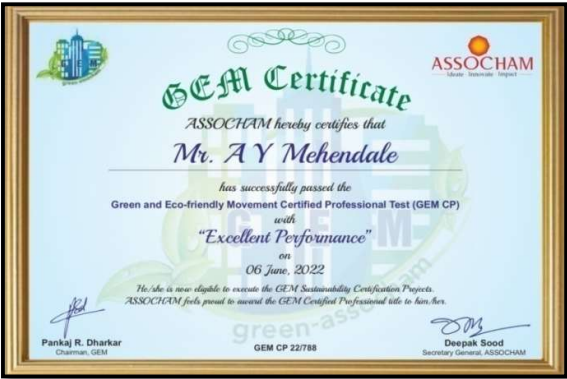 ASSOCHAM
Ideate Innovate Impact
GEM Certificate
ASSOCHAM hereby certifies that
Mr. A Y Mehendale
has successfully passed the
Green and Eco-friendly Movement Certified Professional Test (GEM CP)
with
“Excellent Performance”
on
06 June, 2022
He/she is now eligible to execute the GEM Sustainability Certification Projects.
ASSOCHAM feels proud to award the GEM Certified Professional title to him/her.
Pankaj R. Dharkar
Chairman, GEM
GEM CP 22/788
Deepak Sood
Secretary General, ASSOCHAM